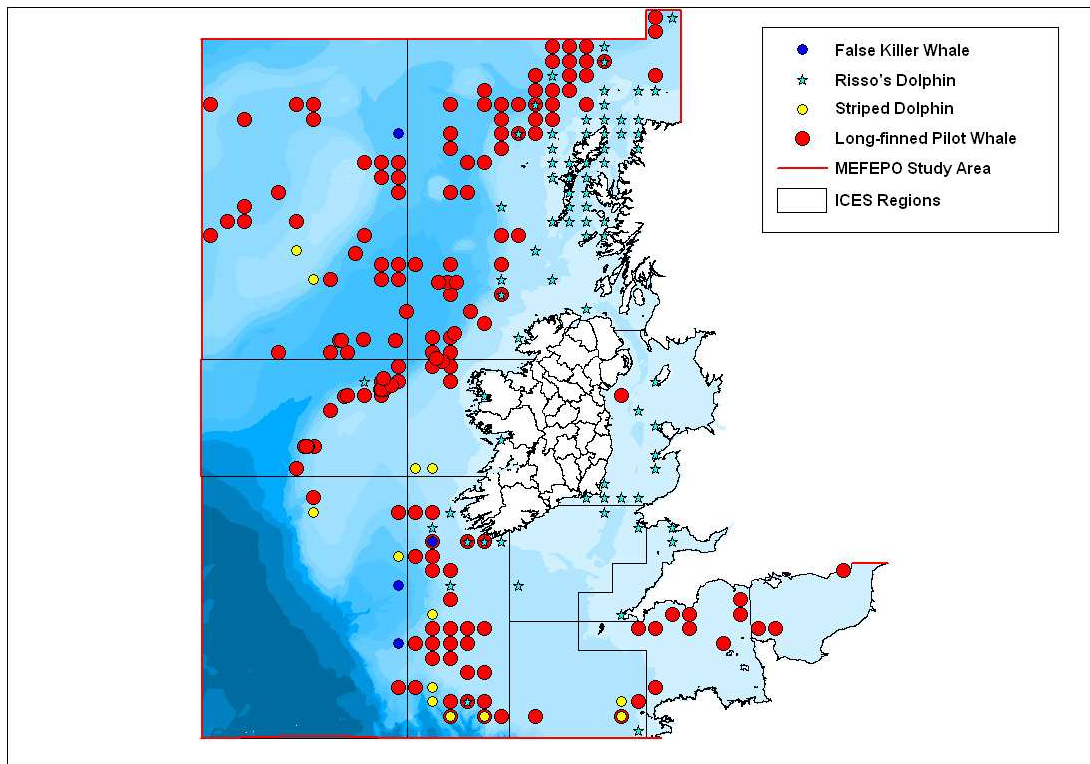 False Killer Whale
Risso's Dolphin
Striped Dolphin
Long-finned Pilot Whale
MEFEPO Study Area
ICES Regions